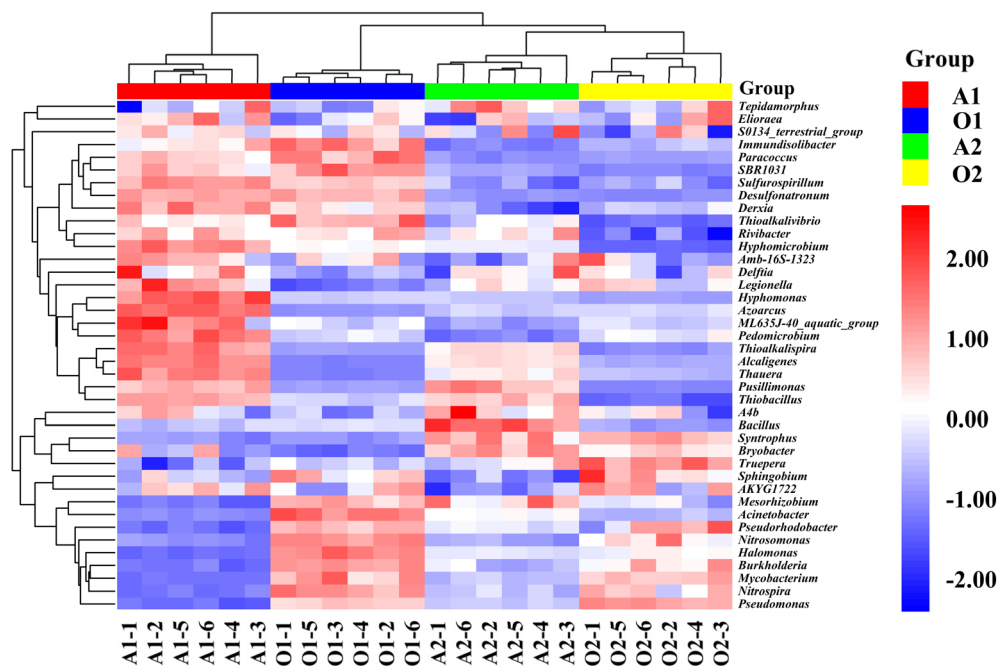 Group
Tepidamorphus
Elioraea
S0134_terrestrial_group
Immundisolibacter
Paracoccus
SBR1031
Sulfurospirillum
Desulfonatronum
Derxia
Thioalkalivibrio
Rivibacter
Hyphomicrobium
Amb-16S-1323
Delftia
Legionella
Hyphomonas
Azoarcus
ML635J-40_aquatic_group
Pedomicrobium
Thioalkalispira
Alcaligenes
Thauera
Pusillimonas
Thiobacillus
A4b
Bacillus
Syntrophus
Bryobacter
Truepera
Sphingobium
AKYG1722
Mesorhizobium
Acinetobacter
Pseudorhodobacter
Nitrosomonas
Halomonas
Burkholderia
Mycobacterium
Nitrospira
Pseudomonas
A1-1
A1-2
A1-5
A1-6
A1-4
A1-3
O1-1
O1-5
O1-3
O1-4
O1-2
O1-6
A2-1
A2-6
A2-2
A2-5
A2-4
A2-3
O2-1
O2-5
O2-6
O2-2
O2-4
O2-3
Group
A1
O1
A2
O2
2.00
1.00
0.00
-1.00
-2.00